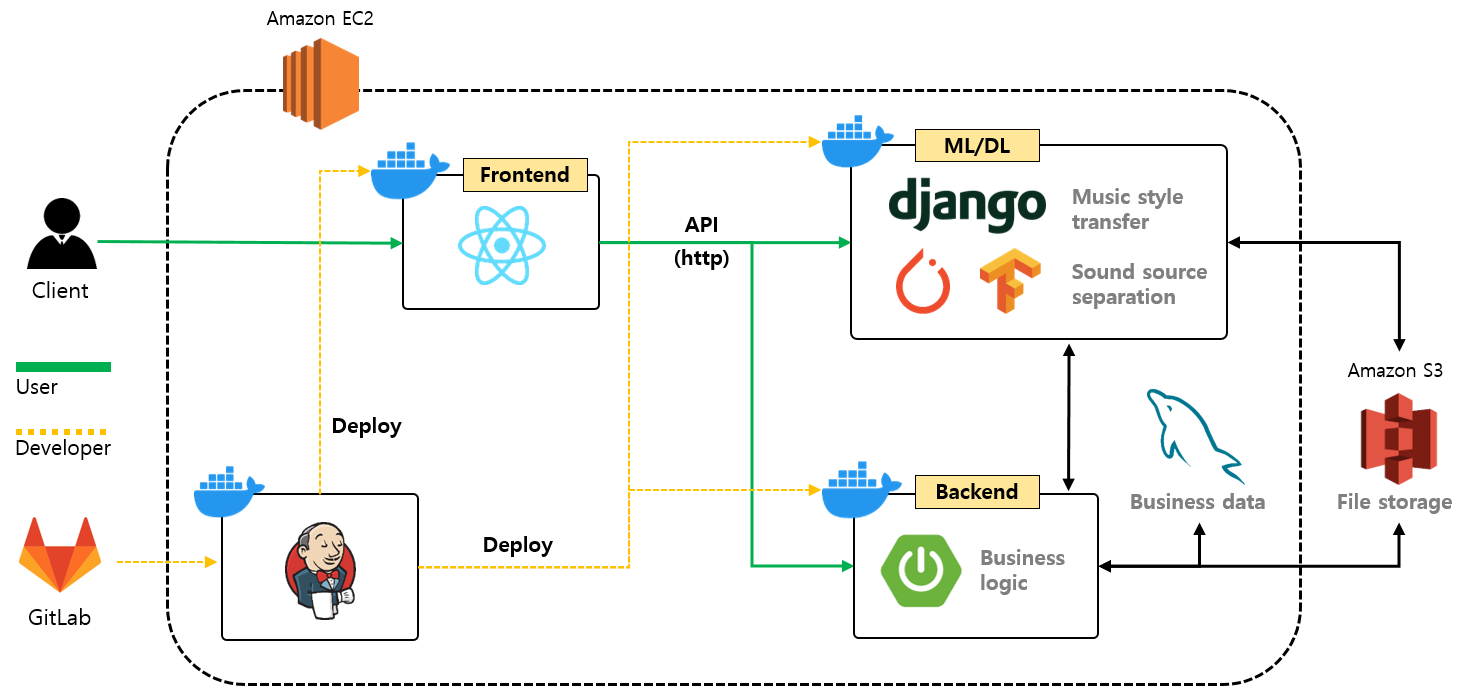 Amazon EC2
ML/DL
Frontend
django
Music style
transfer
API
(http)
Sound source
separation
Client
Amazon S3
User
Deploy
Developer
Backend
Business data
File storage
Deploy
Business
logic
GitLab